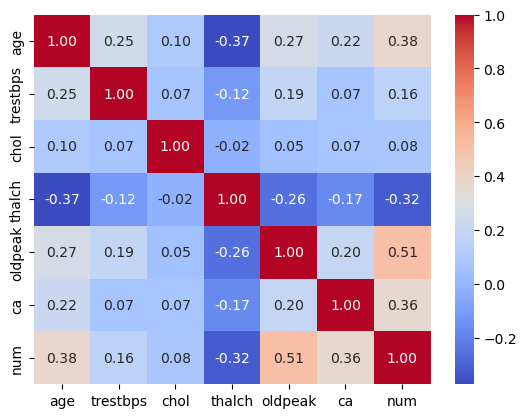 age 1.00 0.25 0.10 -0.37 0.27 0.22 0.38
trestbps 0.25 1.00 0.07 -0.12 0.19 0.07 0.16
chol 0.10 0.07 1.00 -0.02 0.05 0.07 0.08
thalch -0.37 -0.12 -0.02 1.00 -0.26 -0.17 -0.32
oldpeak 0.27 0.19 0.05 -0.26 1.00 0.20 0.51
ca 0.22 0.07 0.07 -0.17 0.20 1.00 0.36
num 0.38 0.16 0.08 -0.32 0.51 0.36 1.00
age trestbps chol thalch oldpeak ca num
1.0
0.8
0.6
0.4
0.2
0.0
−0.2